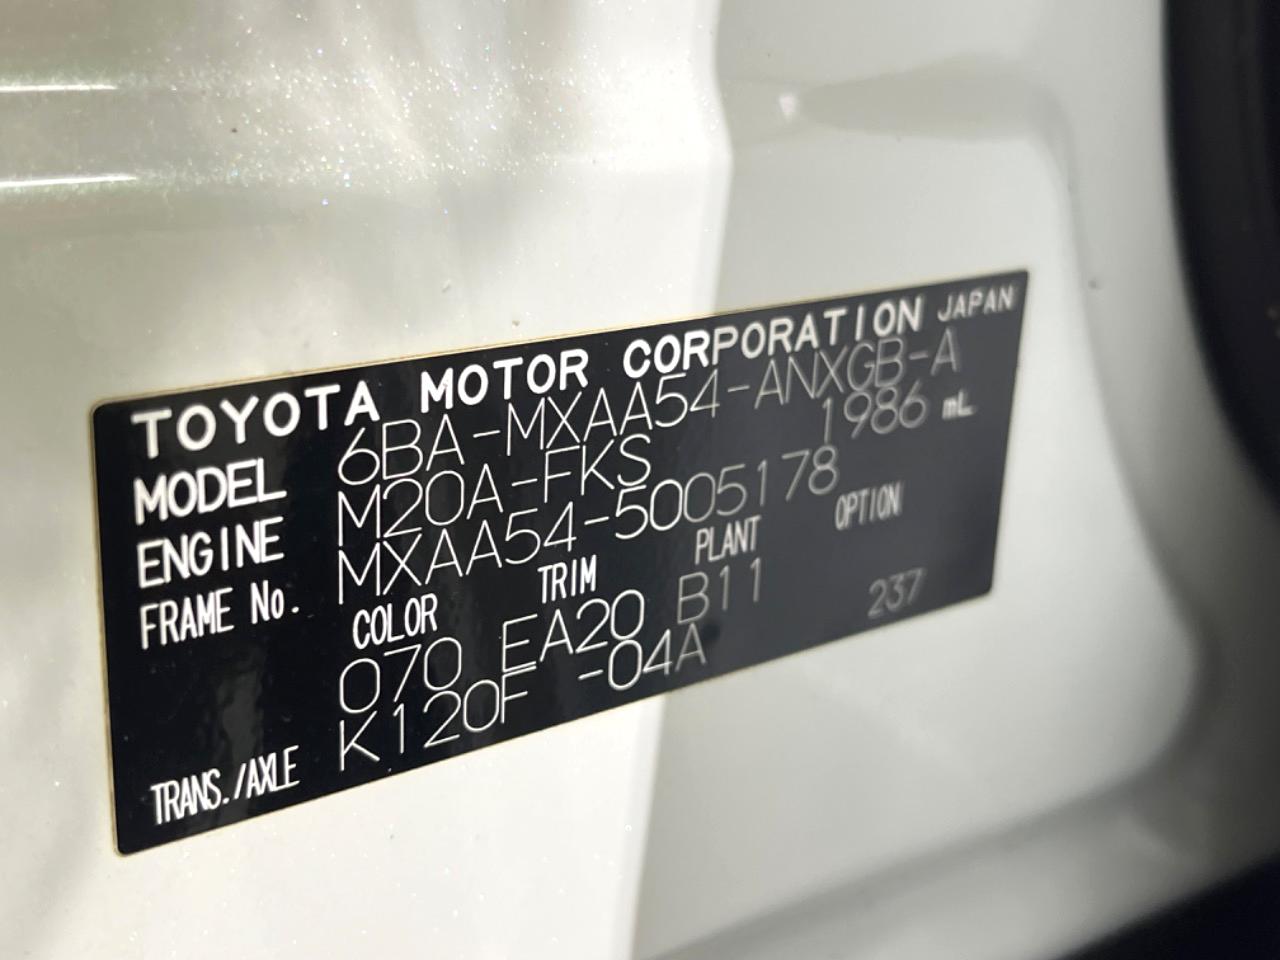 TOYOTA MOTOR CORPORATION JAPAN
MODEL 6BA-MXAA54-ANXGB-A
ENGINE M20A-FKS 1986 mL
FRAME No. MXAA54-5005178
COLOR TRIM PLANT OPTION
070 EA20 B11 237
TRANS./AXLE K120F -04A